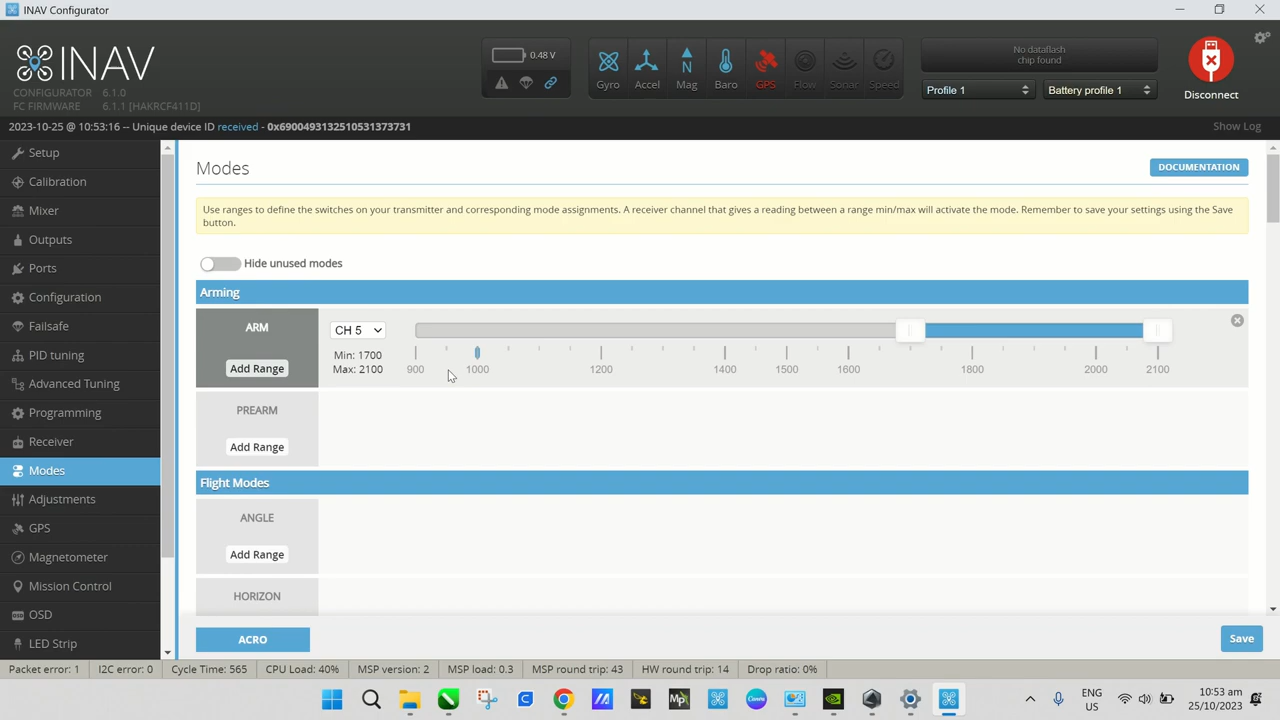 INAV Configurator
INAV
CONFIGURATOR 6.1.0
FC FIRMWARE 6.1.1 [HAKRCF411D]
0.48 V
Gyro Accel Mag Baro GPS Flow Sonar Speed
No dataflash
chip found
Profile 1 Battery profile 1
Disconnect
2023-10-25 @ 10:53:16 -- Unique device ID received - 0x6900493132510531373731
Show Log
Setup
Calibration
Mixer
Outputs
Ports
Configuration
Failsafe
PID tuning
Advanced Tuning
Programming
Receiver
Modes
Adjustments
GPS
Magnetometer
Mission Control
OSD
LED Strip
Modes
DOCUMENTATION
Use ranges to define the switches on your transmitter and corresponding mode assignments. A receiver channel that gives a reading between a range min/max will activate the mode. Remember to save your settings using the Save
button.
Hide unused modes
Arming
ARM
Add Range
CH 5
Min: 1700
Max: 2100
900 1000 1200 1400 1500 1600 1800 2000 2100
PREARM
Add Range
Flight Modes
ANGLE
Add Range
HORIZON
ACRO
Save
Packet error: 1 I2C error: 0 Cycle Time: 565 CPU Load: 40% MSP version: 2 MSP load: 0.3 MSP round trip: 43 HW round trip: 14 Drop ratio: 0%
ENG
US
10:53 am
25/10/2023